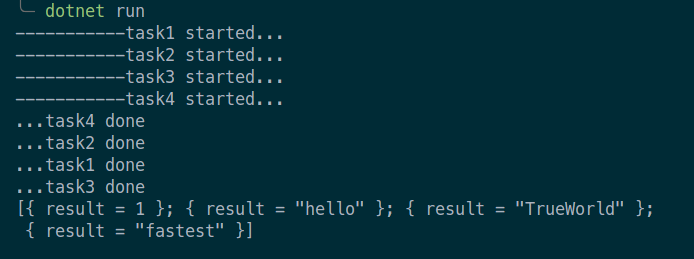 ╰─ dotnet run
-----------task1 started...
-----------task2 started...
-----------task3 started...
-----------task4 started...
...task4 done
...task2 done
...task1 done
...task3 done
[{ result = 1 }; { result = "hello" }; { result = "TrueWorld" };
 { result = "fastest" }]